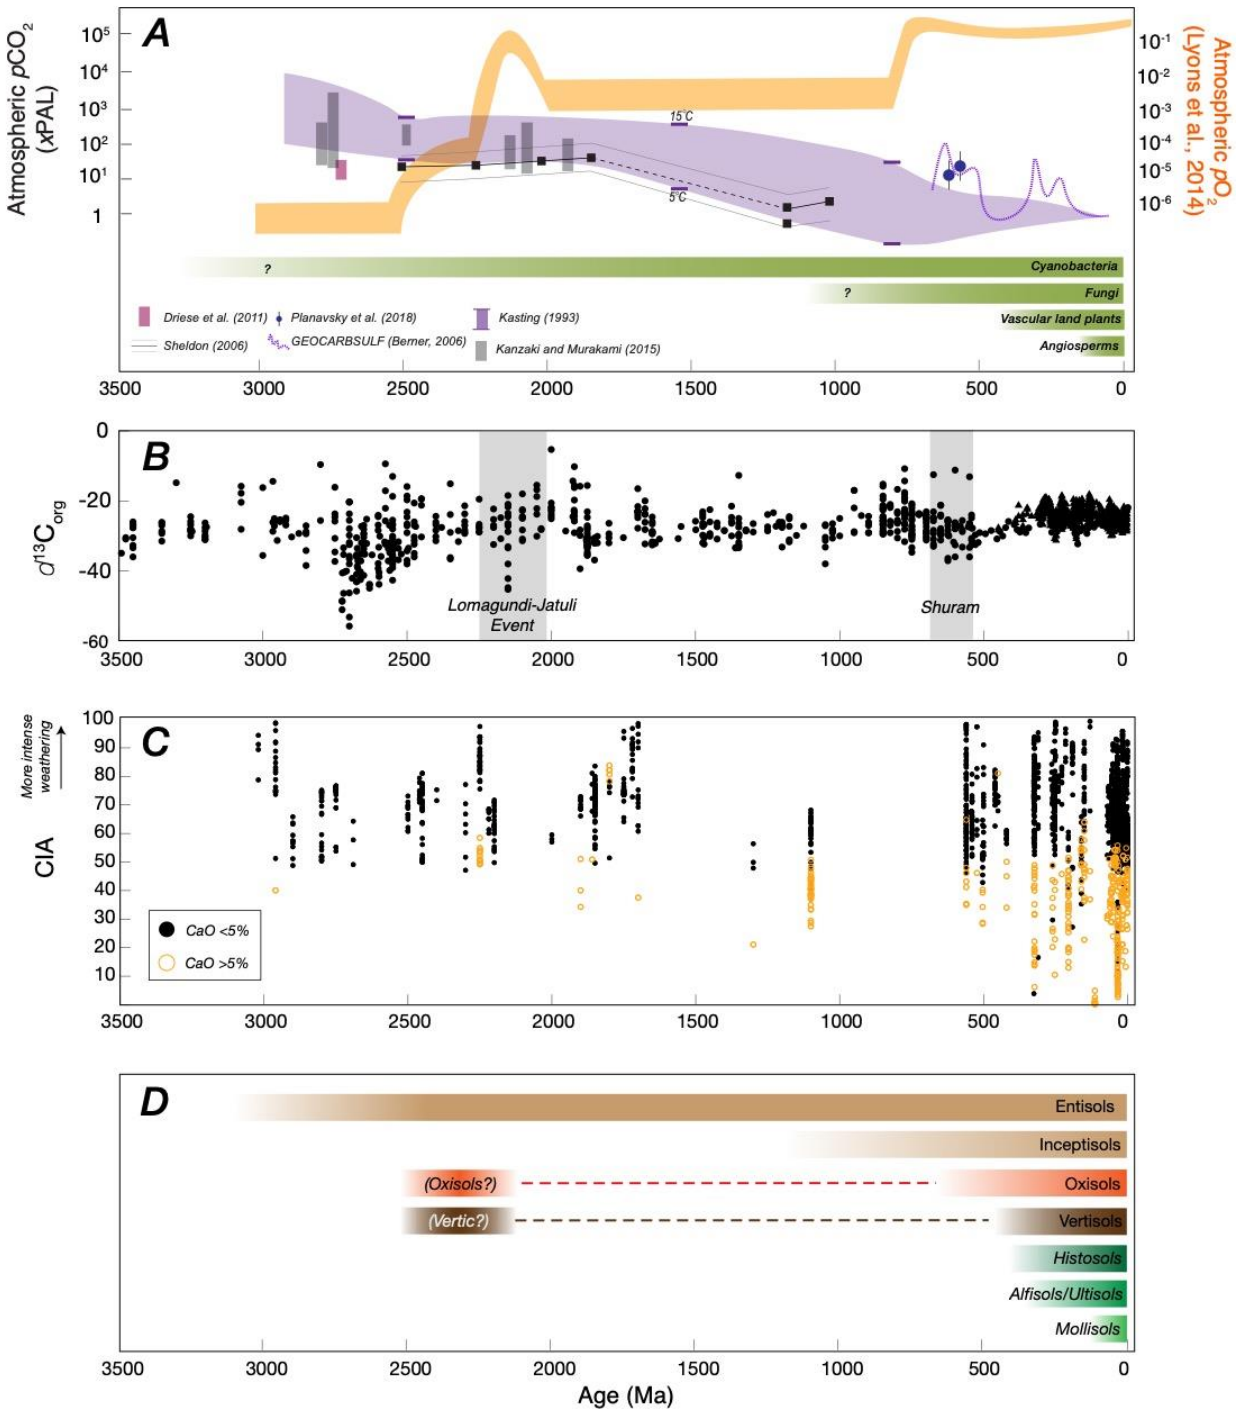 A
Atmospheric pCO2
(xPAL)
10^5
10^4
10^3
10^2
10^1
1
10^-1
10^-2
10^-3
10^-4
10^-5
10^-6
Atmospheric pO2
(Lyons et al., 2014)
15°C
5°C
? Cyanobacteria
? Fungi
Vascular land plants
Angiosperms
Driese et al. (2011) Planavsky et al. (2018) Kasting (1993)
Sheldon (2006) GEOCARBSULF (Berner, 2006) Kanzaki and Murakami (2015)
3500 3000 2500 2000 1500 1000 500 0
B
∂13Corg
0
-20
-40
-60
Lomagundi-Jatuli
Event
Shuram
3500 3000 2500 2000 1500 1000 500 0
C
More intense
weathering
CIA
100
90
80
70
60
50
40
30
20
10
CaO <5%
CaO >5%
3500 3000 2500 2000 1500 1000 500 0
D
Entisols
Inceptisols
(Oxisols?) Oxisols
(Vertic?) Vertisols
Histosols
Alfisols/Ultisols
Mollisols
3500 3000 2500 2000 1500 1000 500 0
Age (Ma)